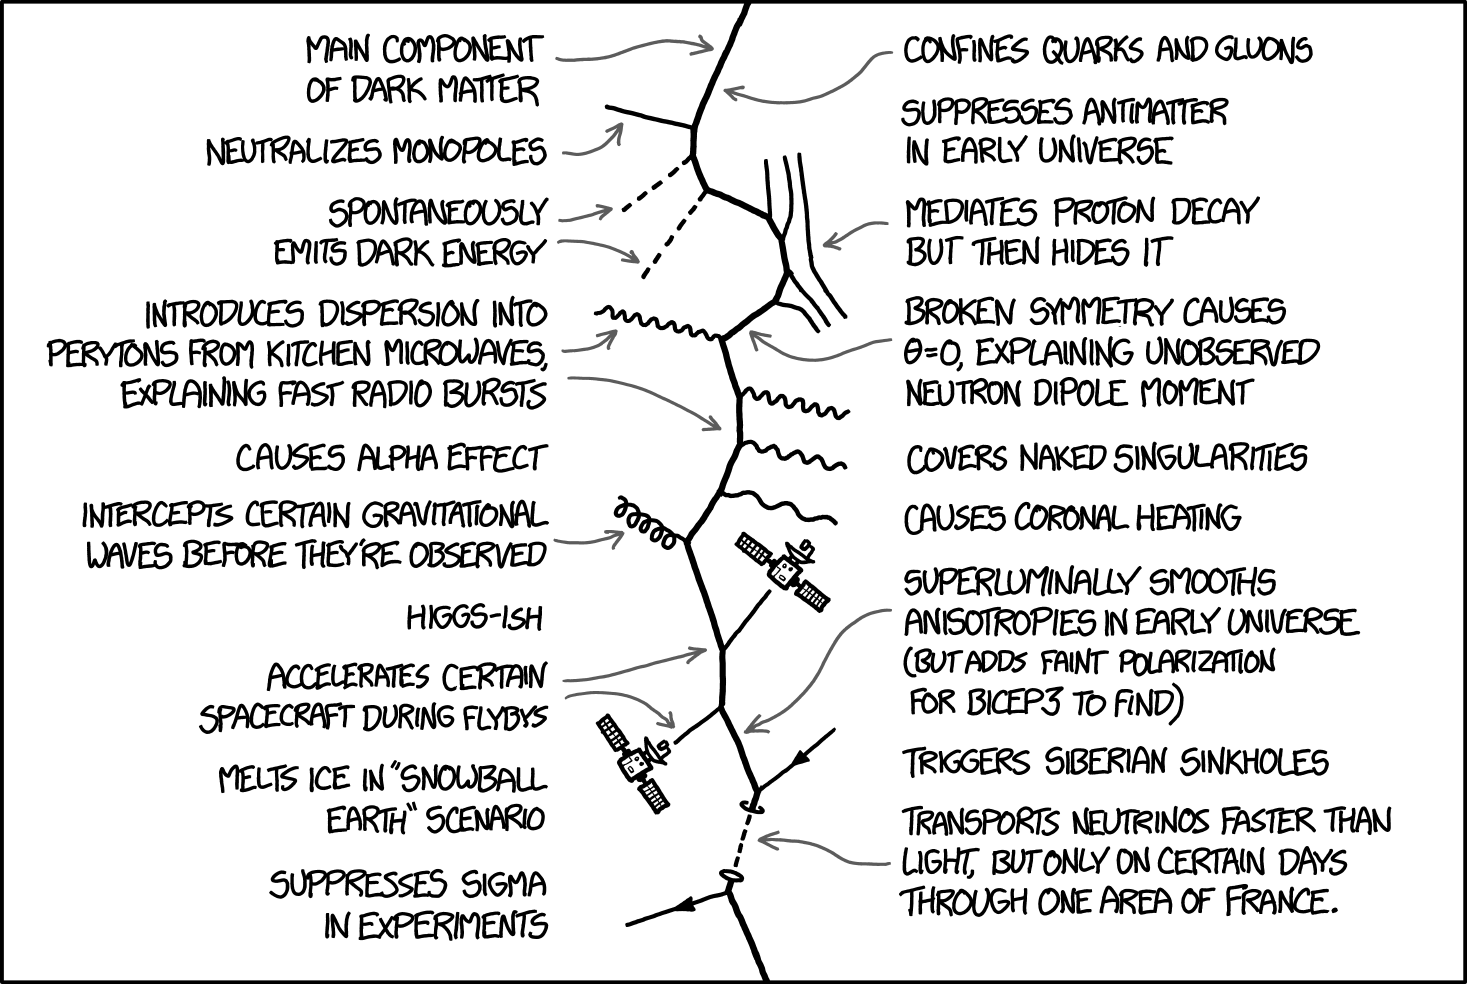 MAIN COMPONENT
OF DARK MATTER
NEUTRALIZES MONOPOLES
SPONTANEOUSLY
EMITS DARK ENERGY
INTRODUCES DISPERSION INTO
PERYTONS FROM KITCHEN MICROWAVES,
EXPLAINING FAST RADIO BURSTS
CAUSES ALPHA EFFECT
INTERCEPTS CERTAIN GRAVITATIONAL
WAVES BEFORE THEY'RE OBSERVED
HIGGS-ISH
ACCELERATES CERTAIN
SPACECRAFT DURING FLYBYS
MELTS ICE IN "SNOWBALL
EARTH" SCENARIO
SUPPRESSES SIGMA
IN EXPERIMENTS
CONFINES QUARKS AND GLUONS
SUPPRESSES ANTIMATTER
IN EARLY UNIVERSE
MEDIATES PROTON DECAY
BUT THEN HIDES IT
BROKEN SYMMETRY CAUSES
θ=0, EXPLAINING UNOBSERVED
NEUTRON DIPOLE MOMENT
COVERS NAKED SINGULARITIES
CAUSES CORONAL HEATING
SUPERLUMINALLY SMOOTHS
ANISOTROPIES IN EARLY UNIVERSE
(BUT ADDS FAINT POLARIZATION
FOR BICEP3 TO FIND)
TRIGGERS SIBERIAN SINKHOLES
TRANSPORTS NEUTRINOS FASTER THAN
LIGHT, BUT ONLY ON CERTAIN DAYS
THROUGH ONE AREA OF FRANCE.